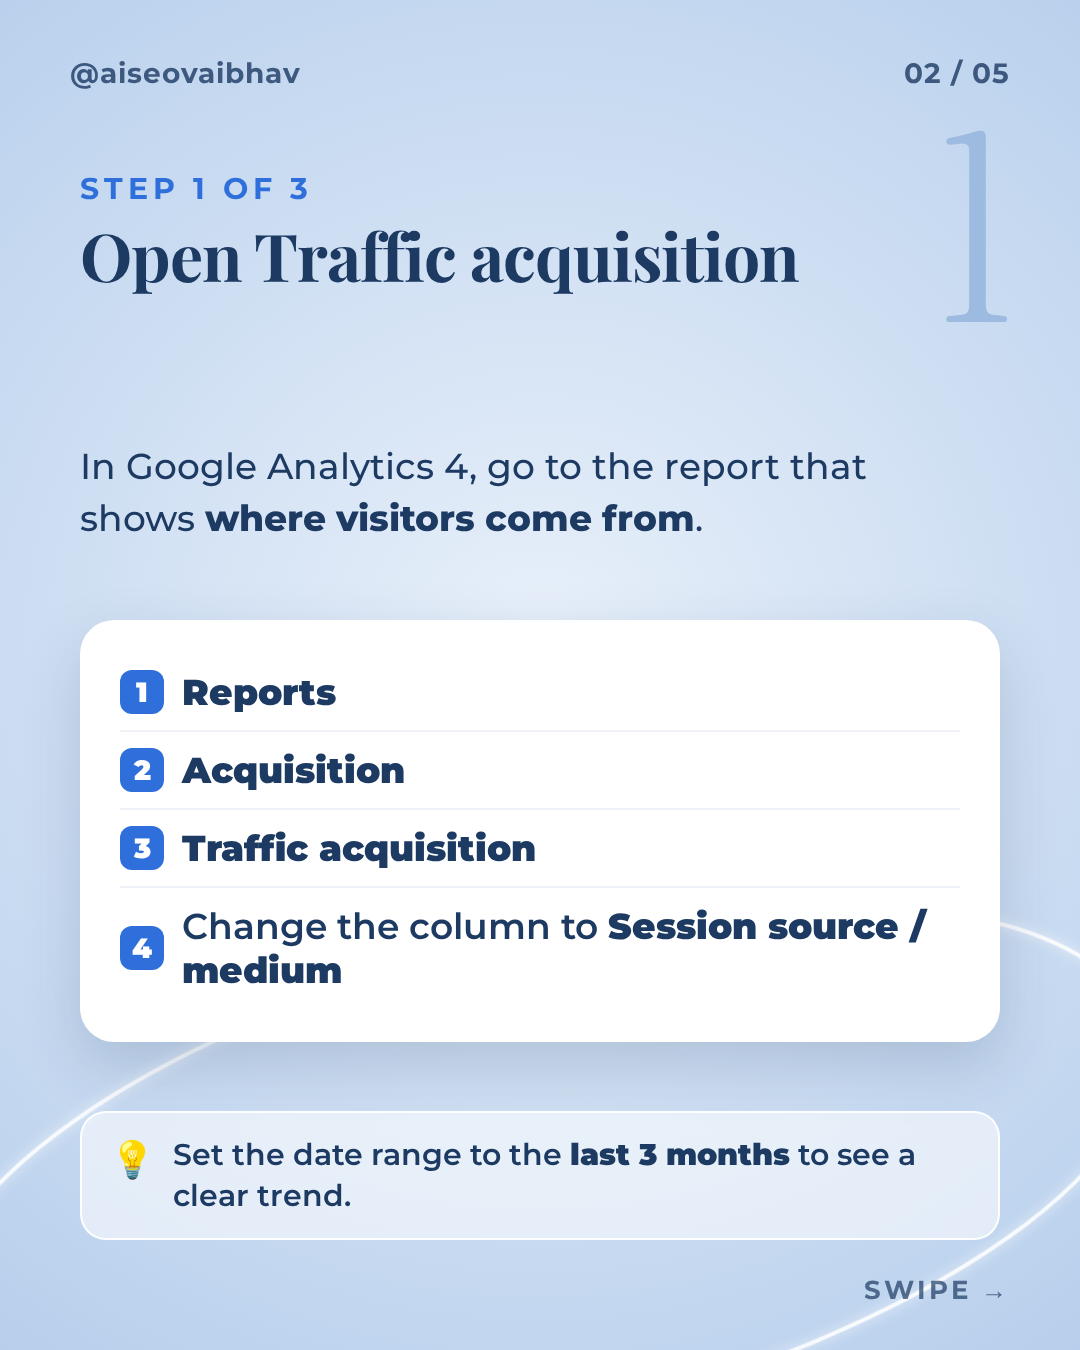 @aiseovaibhav
02 / 05
STEP 1 OF 3
1
Open Traffic acquisition
In Google Analytics 4, go to the report that
shows where visitors come from.
1 Reports
2 Acquisition
3 Traffic acquisition
4 Change the column to Session source /
medium
💡 Set the date range to the last 3 months to see a
clear trend.
SWIPE →